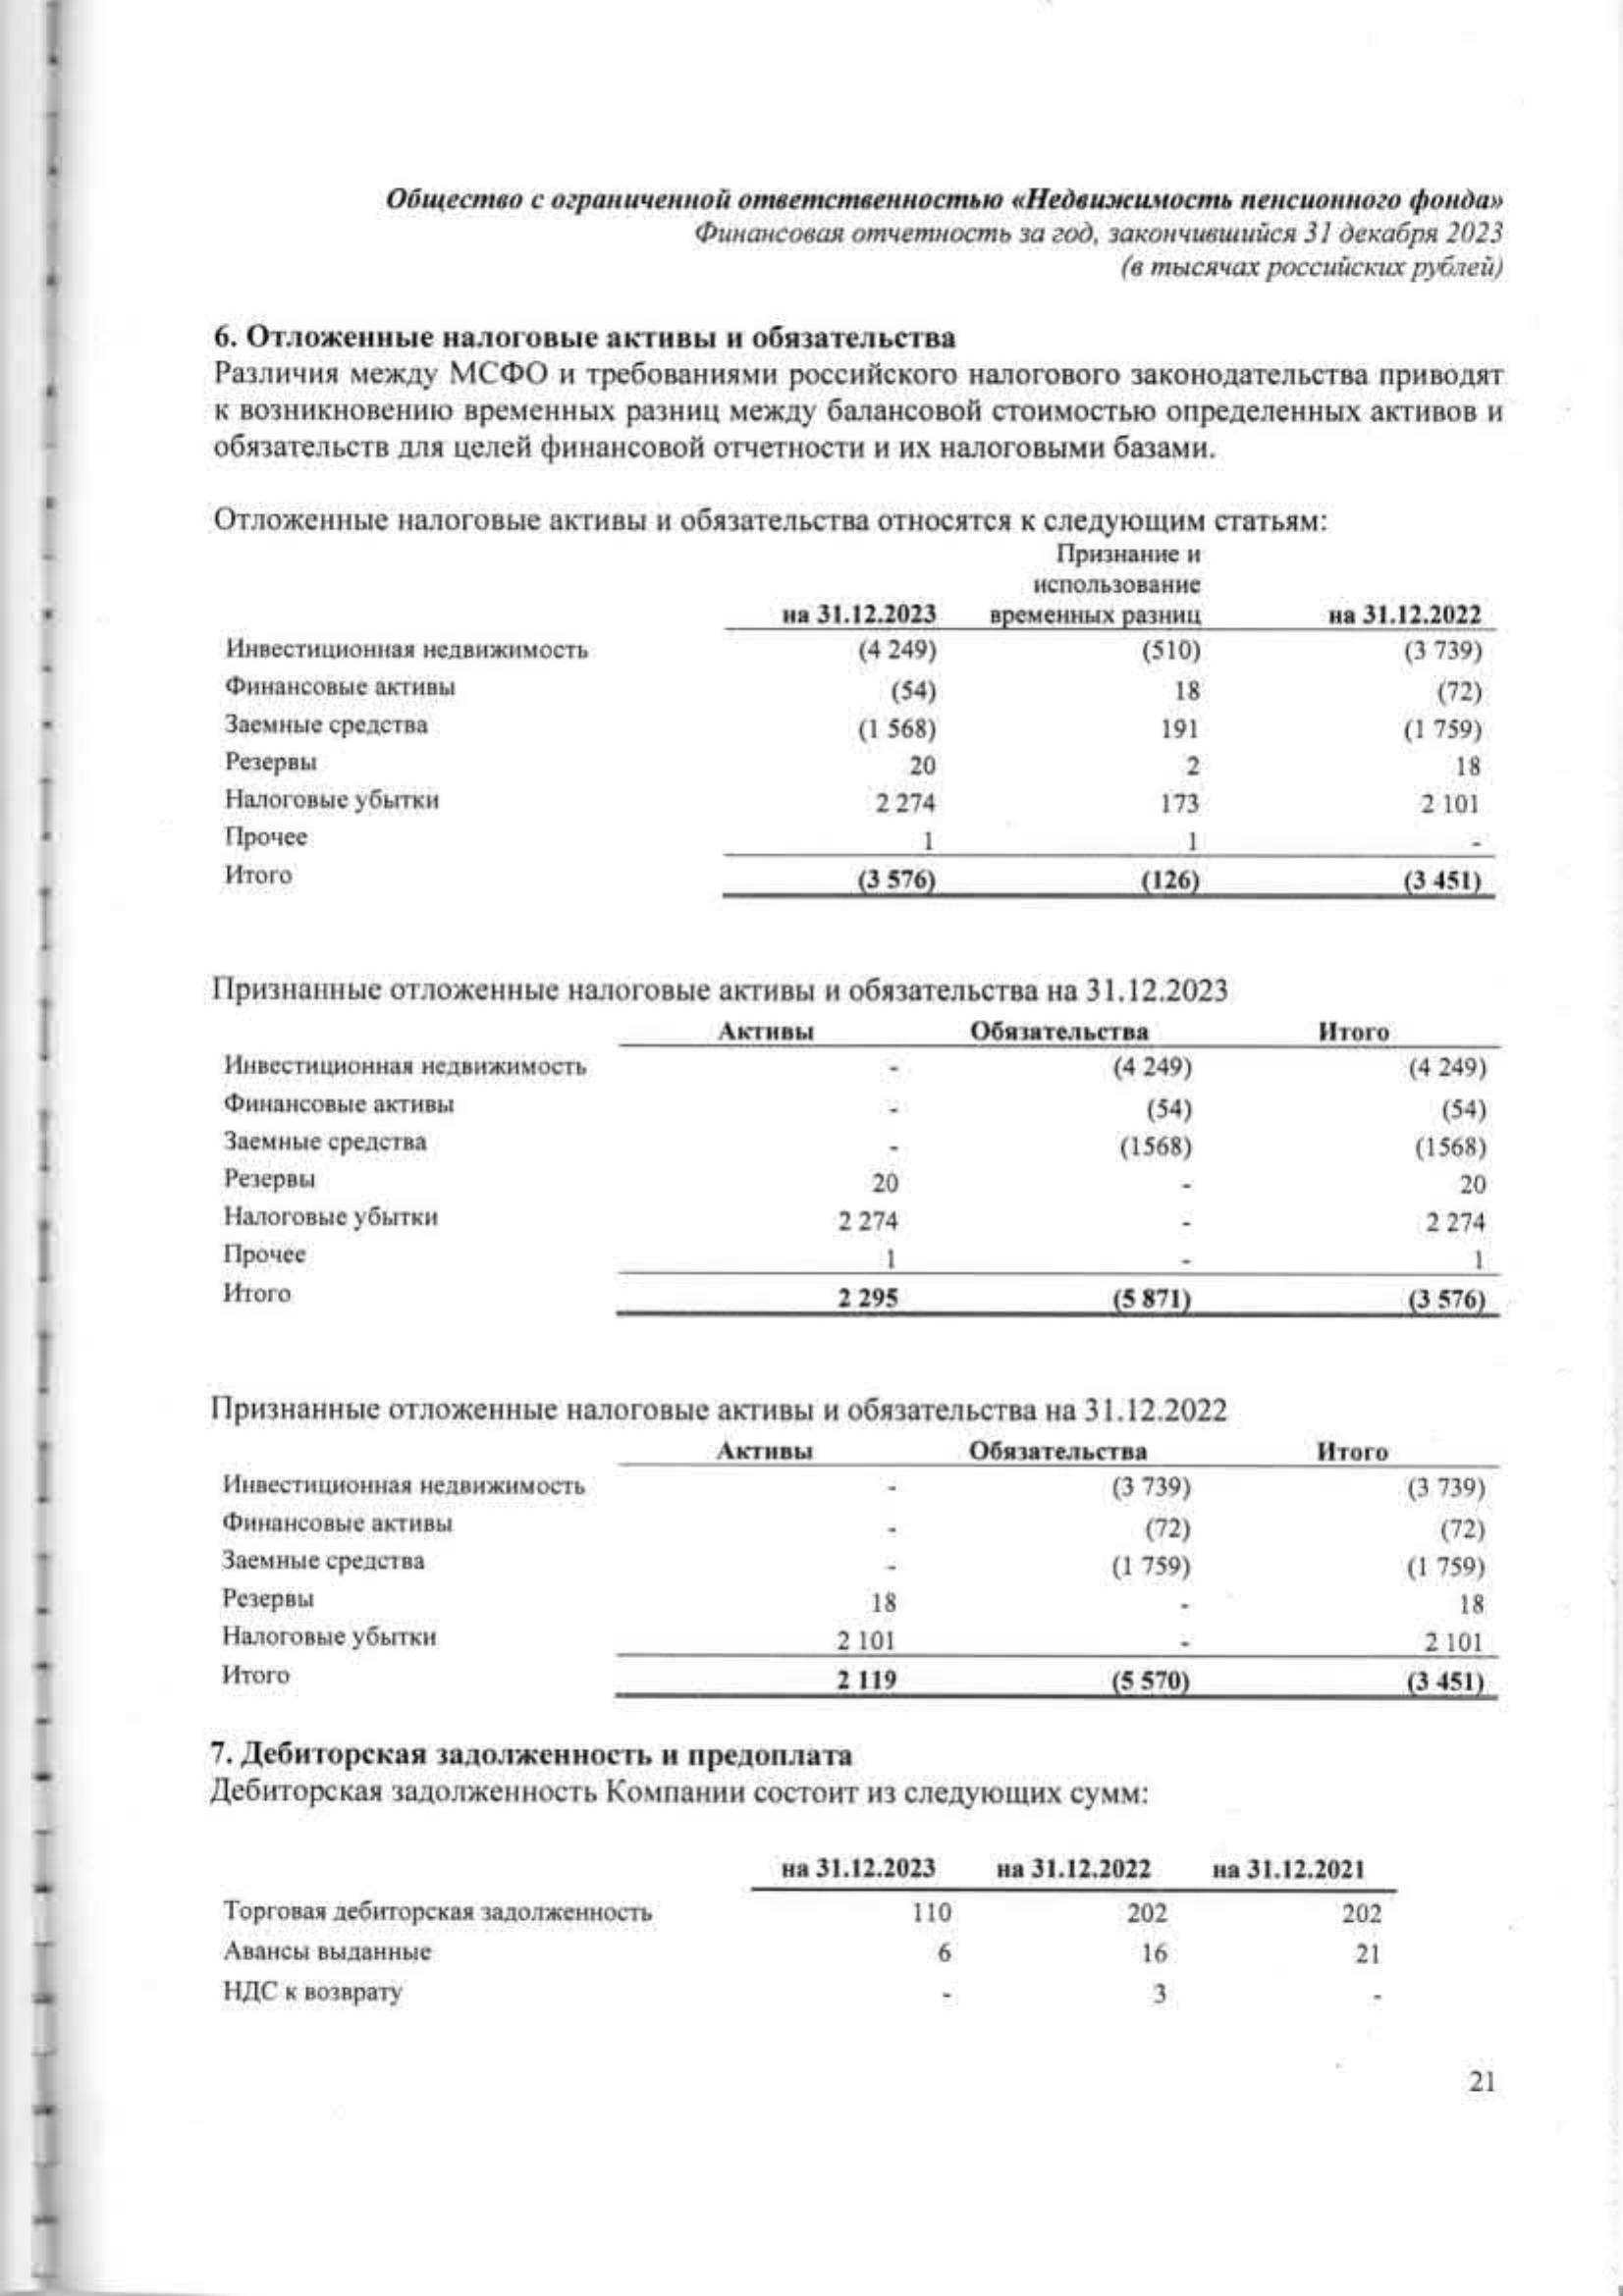 Общество с ограниченной ответственностью «Недвижимость пенсионного фонда»
Финансовая отчетность за год, закончившийся 31 декабря 2023
(в тысячах российских рублей)
6. Отложенные налоговые активы и обязательства
Различия между МСФО и требованиями российского налогового законодательства приводят
к возникновению временных разниц между балансовой стоимостью определенных активов и
обязательств для целей финансовой отчетности и их налоговыми базами.
Отложенные налоговые активы и обязательства относятся к следующим статьям:
Признание и
использование
на 31.12.2023 временных разниц на 31.12.2022
Инвестиционная недвижимость (4 249) (510) (3 739)
Финансовые активы (54) 18 (72)
Заемные средства (1 568) 191 (1 759)
Резервы 20 2 18
Налоговые убытки 2 274 173 2 101
Прочее 1 1 -
Итого (3 576) (126) (3 451)
Признанные отложенные налоговые активы и обязательства на 31.12.2023
Активы Обязательства Итого
Инвестиционная недвижимость - (4 249) (4 249)
Финансовые активы - (54) (54)
Заемные средства - (1568) (1568)
Резервы 20 - 20
Налоговые убытки 2 274 - 2 274
Прочее 1 - 1
Итого 2 295 (5 871) (3 576)
Признанные отложенные налоговые активы и обязательства на 31.12.2022
Активы Обязательства Итого
Инвестиционная недвижимость - (3 739) (3 739)
Финансовые активы - (72) (72)
Заемные средства - (1 759) (1 759)
Резервы 18 - 18
Налоговые убытки 2 101 - 2 101
Итого 2 119 (5 570) (3 451)
7. Дебиторская задолженность и предоплата
Дебиторская задолженность Компании состоит из следующих сумм:
на 31.12.2023 на 31.12.2022 на 31.12.2021
Торговая дебиторская задолженность 110 202 202
Авансы выданные 6 16 21
НДС к возврату - 3 -
21